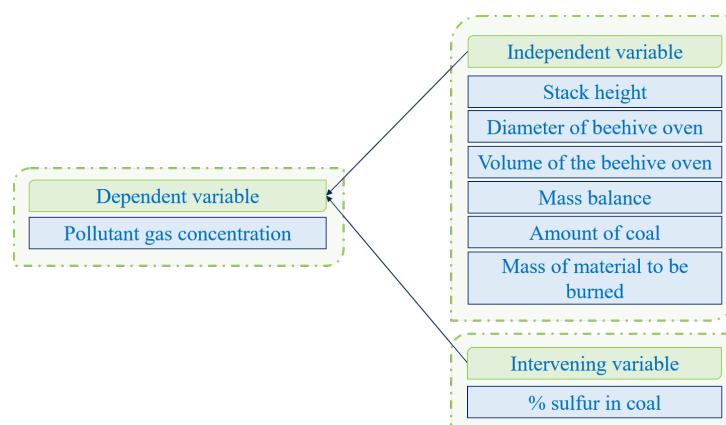 Independent variable
Stack height
Diameter of beehive oven
Volume of the beehive oven
Mass balance
Amount of coal
Mass of material to be
burned
Dependent variable
Pollutant gas concentration
Intervening variable
% sulfur in coal